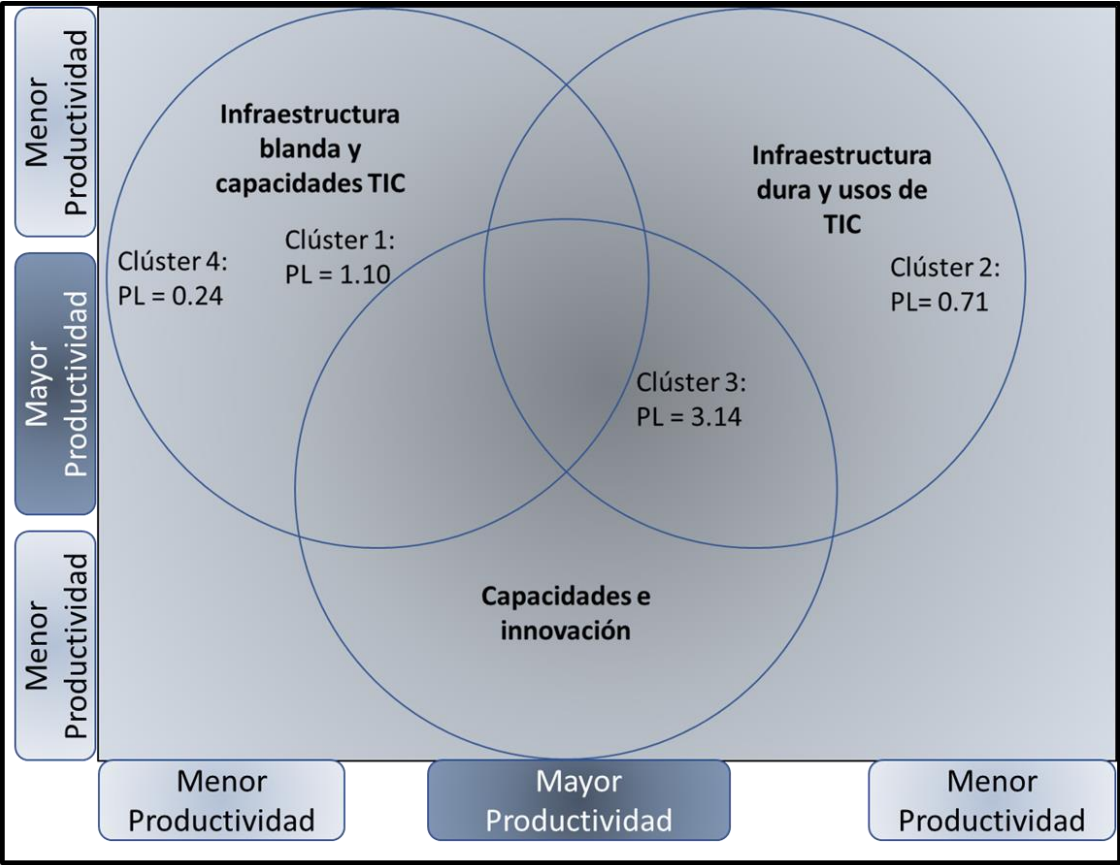 Menor
Productividad
Mayor
Productividad
Menor
Productividad
Infraestructura
blanda y
capacidades TIC
Infraestructura
dura y usos de
TIC
Clúster 4:
PL = 0.24
Clúster 1:
PL = 1.10
Clúster 2:
PL= 0.71
Clúster 3:
PL = 3.14
Capacidades e
innovación
Menor
Productividad
Mayor
Productividad
Menor
Productividad